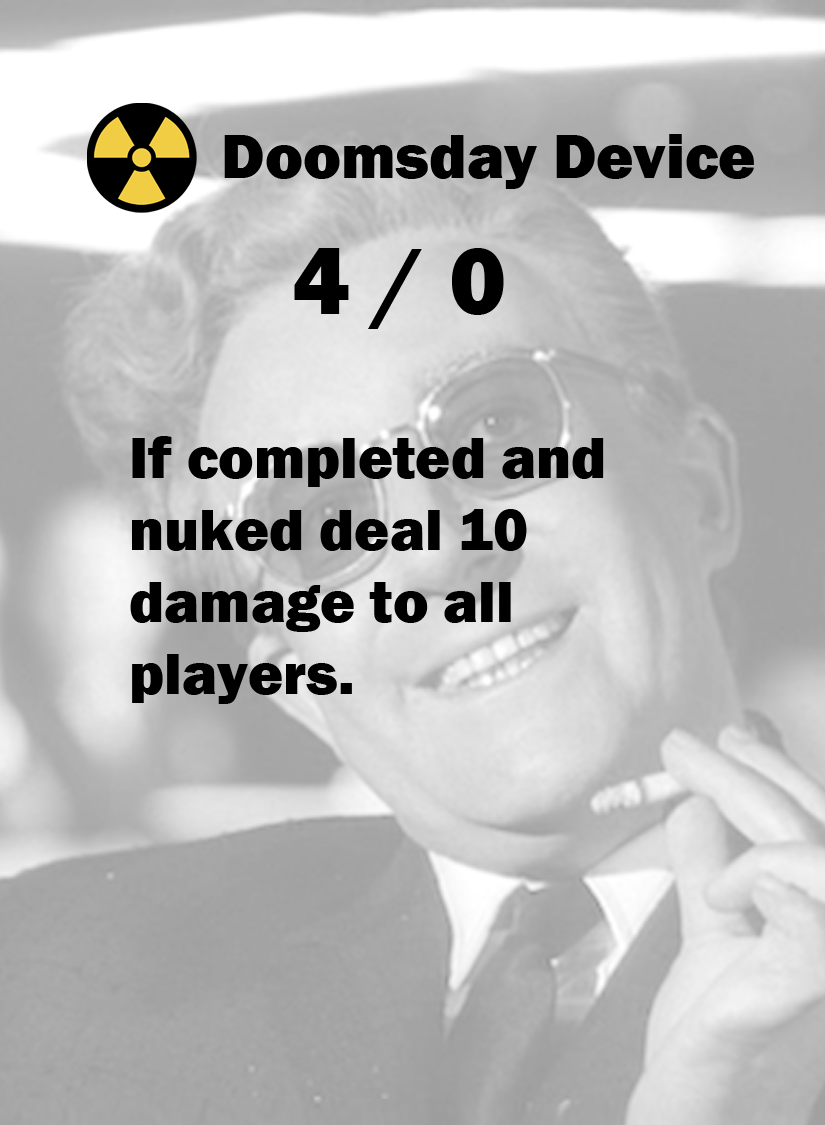 Doomsday Device
4 / 0
If completed and
nuked deal 10
damage to all
players.